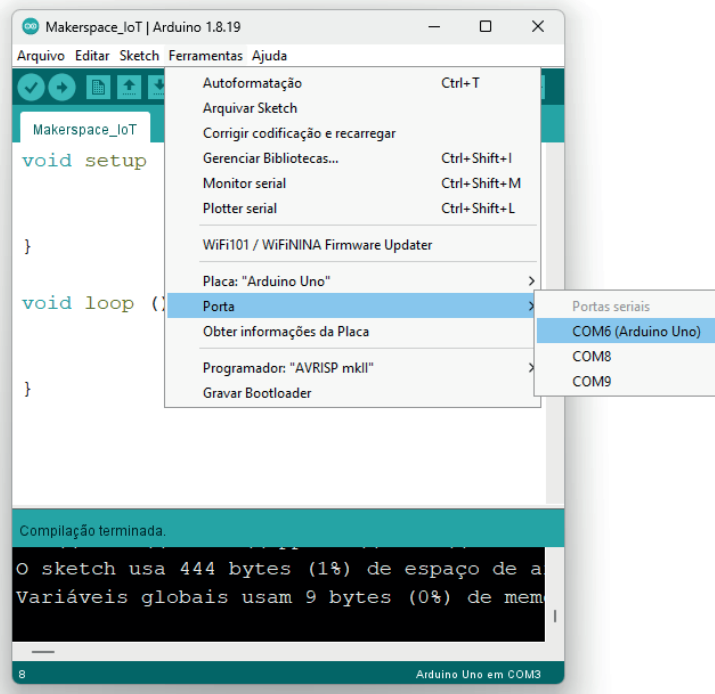 Makerspace_IoT | Arduino 1.8.19
Arquivo Editar Sketch Ferramentas Ajuda
Makerspace_IoT
void setup
}
void loop ()
}
Autoformatação Ctrl+T
Arquivar Sketch
Corrigir codificação e recarregar
Gerenciar Bibliotecas... Ctrl+Shift+I
Monitor serial Ctrl+Shift+M
Plotter serial Ctrl+Shift+L
WiFi101 / WiFiNINA Firmware Updater
Placa: "Arduino Uno"
Porta
Obter informações da Placa
Programador: "AVRISP mkII"
Gravar Bootloader
Portas seriais
COM6 (Arduino Uno)
COM8
COM9
Compilação terminada.
O sketch usa 444 bytes (1%) de espaço de a
Variáveis globais usam 9 bytes (0%) de mem
8 Arduino Uno em COM3